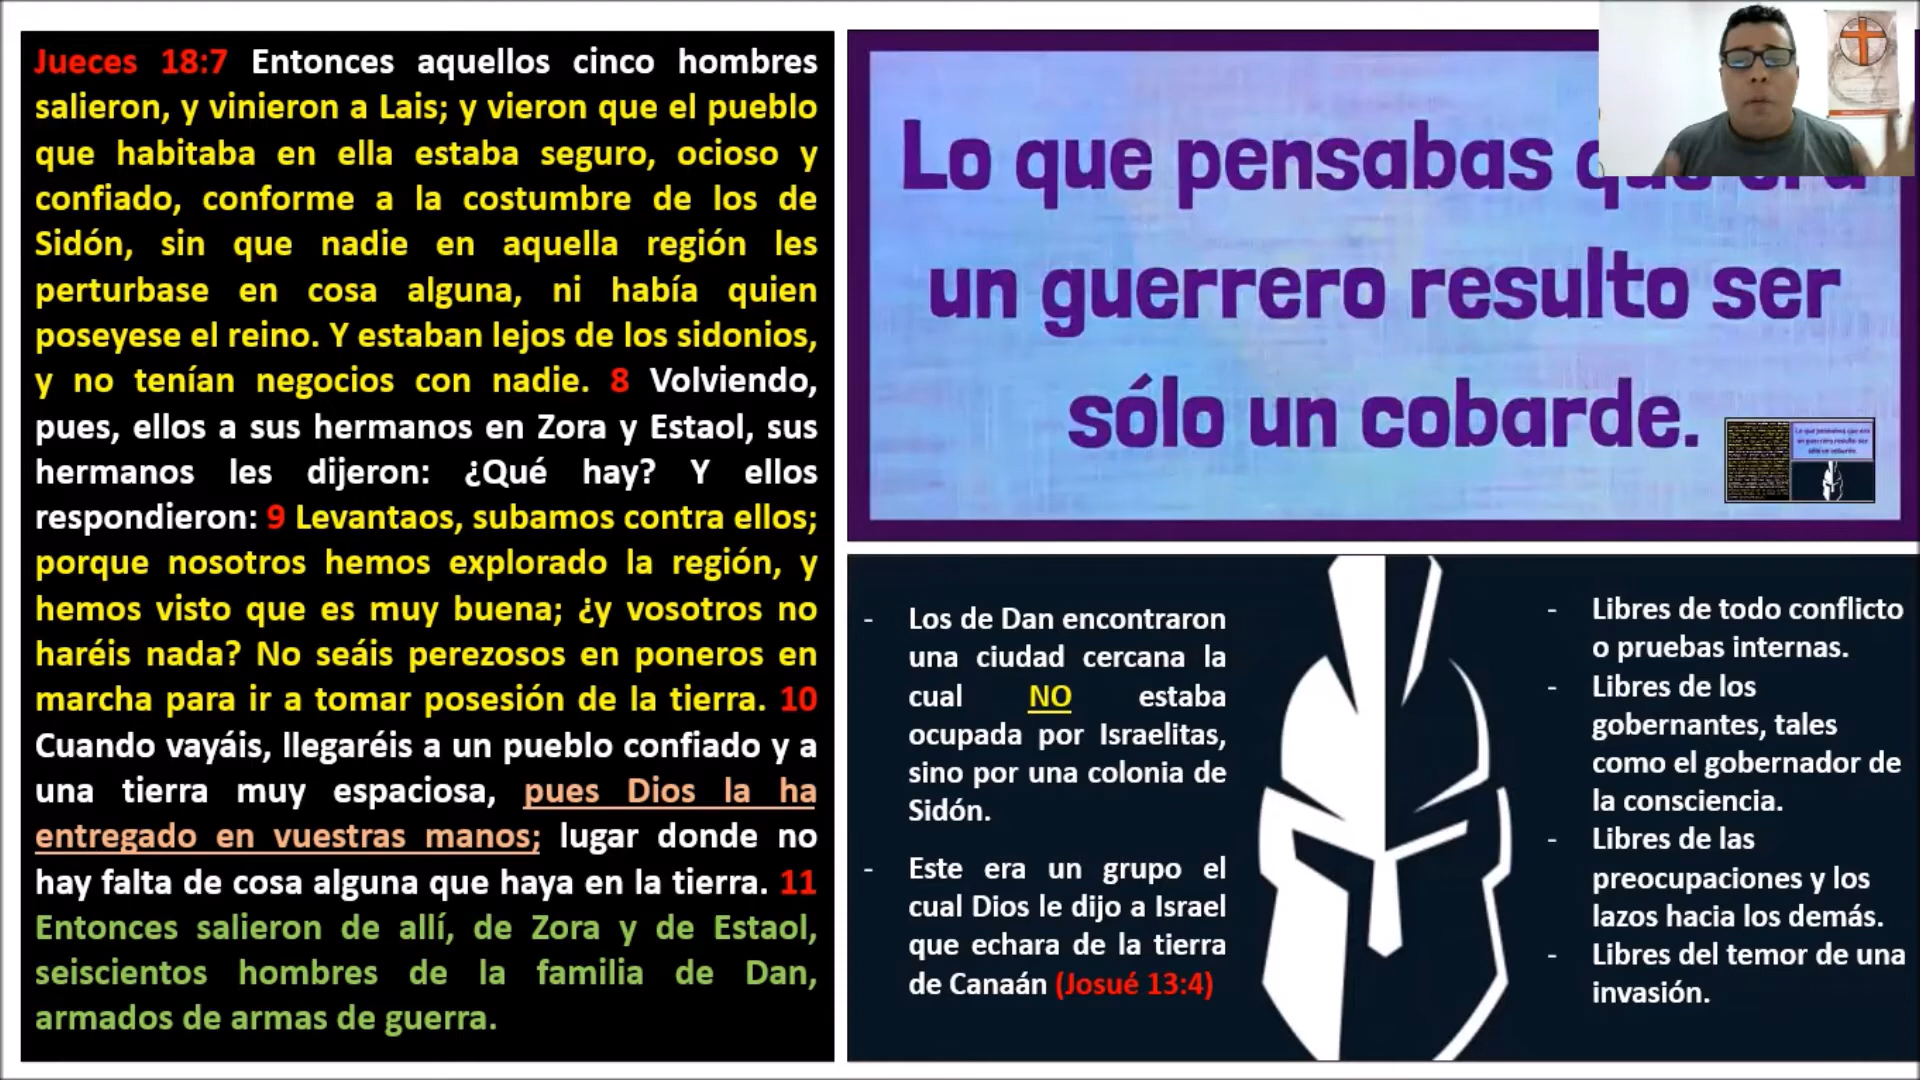 Jueces 18:7 Entonces aquellos cinco hombres
salieron, y vinieron a Lais; y vieron que el pueblo
que habitaba en ella estaba seguro, ocioso y
confiado, conforme a la costumbre de los de
Sidón, sin que nadie en aquella región les
perturbase en cosa alguna, ni había quien
poseyese el reino. Y estaban lejos de los sidonios,
y no tenían negocios con nadie. 8 Volviendo,
pues, ellos a sus hermanos en Zora y Estaol, sus
hermanos les dijeron: ¿Qué hay? Y ellos
respondieron: 9 Levantaos, subamos contra ellos;
porque nosotros hemos explorado la región, y
hemos visto que es muy buena; ¿y vosotros no
haréis nada? No seáis perezosos en poneros en
marcha para ir a tomar posesión de la tierra. 10
Cuando vayáis, llegaréis a un pueblo confiado y a
una tierra muy espaciosa, pues Dios la ha
entregado en vuestras manos; lugar donde no
hay falta de cosa alguna que haya en la tierra. 11
Entonces salieron de allí, de Zora y de Estaol,
seiscientos hombres de la familia de Dan,
armados de armas de guerra.
Lo que pensabas que era
un guerrero resulto ser
sólo un cobarde.
- Los de Dan encontraron
una ciudad cercana la
cual NO estaba
ocupada por Israelitas,
sino por una colonia de
Sidón.
- Este era un grupo el
cual Dios le dijo a Israel
que echara de la tierra
de Canaán (Josué 13:4)
- Libres de todo conflicto
o pruebas internas.
- Libres de los
gobernantes, tales
como el gobernador de
la consciencia.
- Libres de las
preocupaciones y los
lazos hacia los demás.
- Libres del temor de una
invasión.